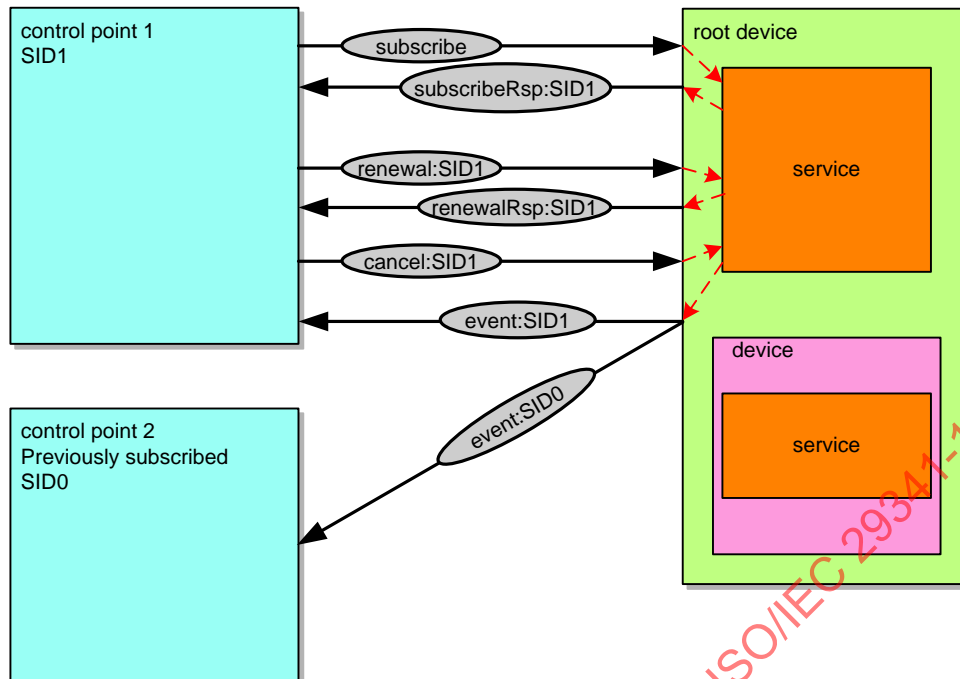 control point 1
SID1
subscribe
subscribeRsp:SID1
renewal:SID1
renewalRsp:SID1
cancel:SID1
event:SID1
event:SID0
root device
service
device
service
control point 2
Previously subscribed
SID0
ISO/IEC 29341-1